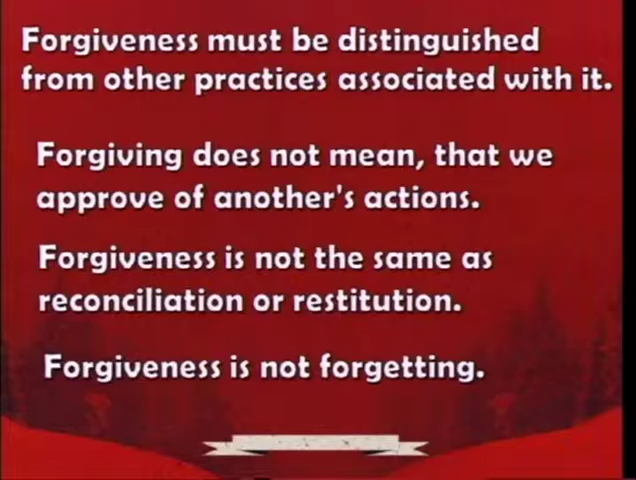 Forgiveness must be distinguished
from other practices associated with it.
Forgiving does not mean, that we
approve of another's actions.
Forgiveness is not the same as
reconciliation or restitution.
Forgiveness is not forgetting.